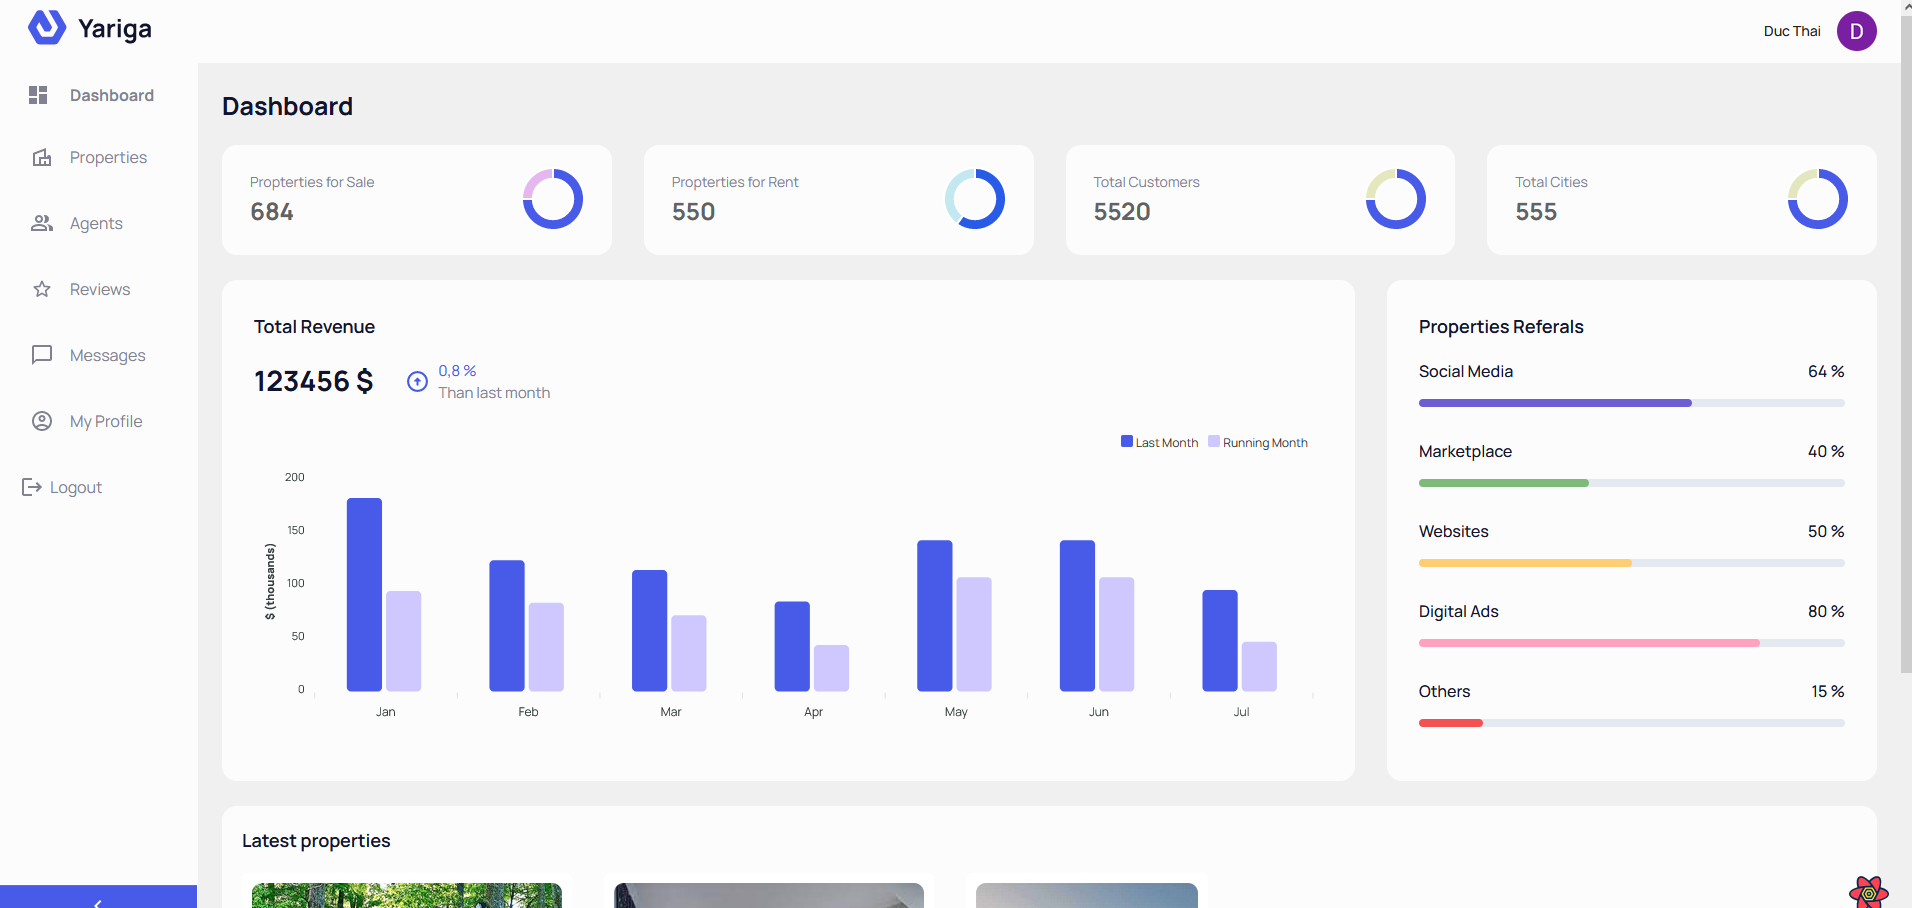 Yariga
Duc Thai
D
Dashboard
Properties
Agents
Reviews
Messages
My Profile
Logout
Dashboard
Propterties for Sale
684
Propterties for Rent
550
Total Customers
5520
Total Cities
555
Total Revenue
123456 $
0,8 %
Than last month
Last Month
Running Month
$ (thousands)
200
150
100
50
0
Jan
Feb
Mar
Apr
May
Jun
Jul
Properties Referals
Social Media
64 %
Marketplace
40 %
Websites
50 %
Digital Ads
80 %
Others
15 %
Latest properties